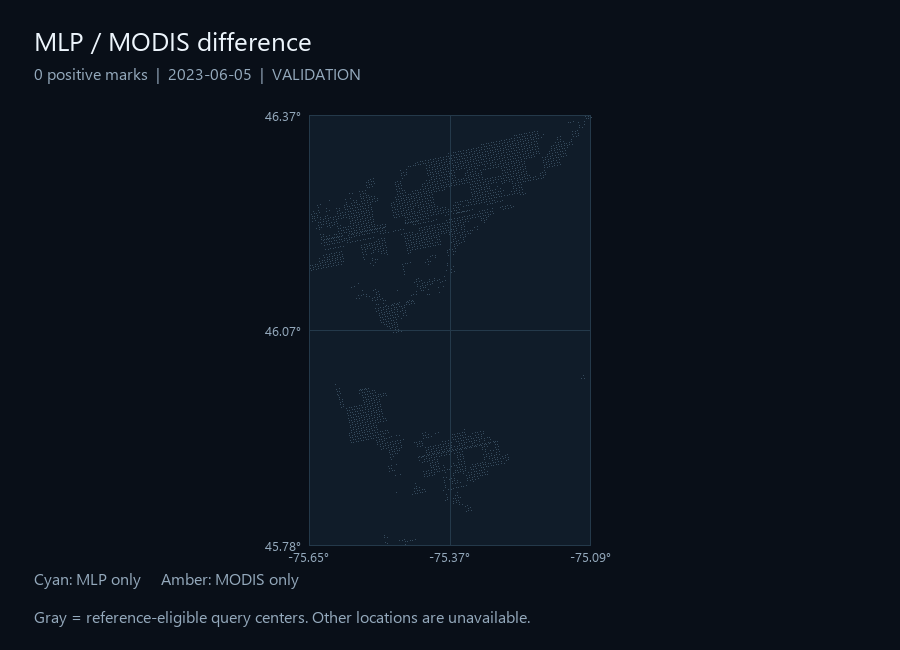 MLP / MODIS difference
0 positive marks | 2023-06-05 | VALIDATION
46.37°
46.07°
45.78°
-75.65° -75.37° -75.09°
Cyan: MLP only Amber: MODIS only
Gray = reference-eligible query centers. Other locations are unavailable.